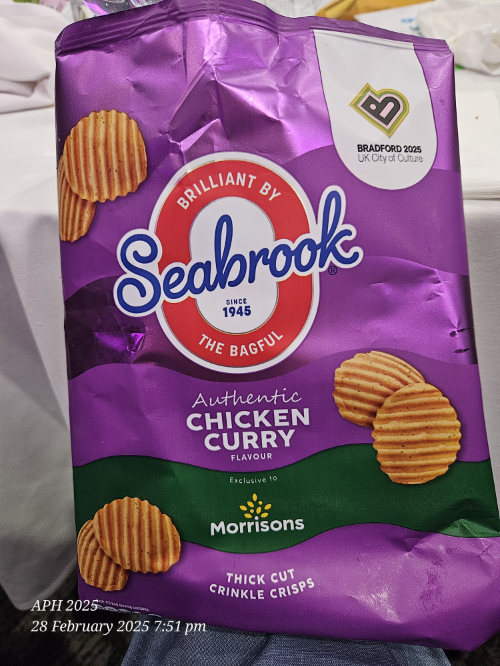 BRADFORD 2025
UK City of Culture
BRILLIANT BY
Seabrook®
SINCE
1945
THE BAGFUL
Authentic
CHICKEN
CURRY
FLAVOUR
Exclusive to
Morrisons
THICK CUT
CRINKLE CRISPS
APH 2025
28 February 2025 7:51 pm